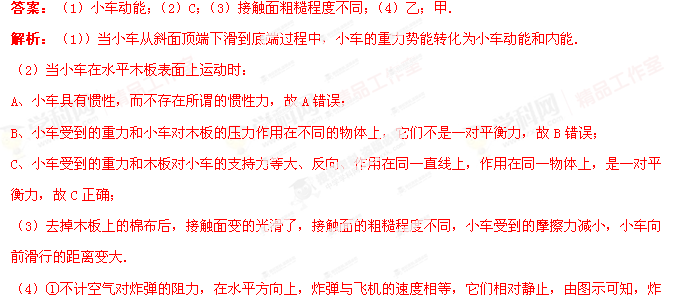 答案：（1）小车动能；（2）C；（3）接触面粗糙程度不同；（4）乙；甲．
解析：（1））当小车从斜面顶端下滑到底端过程中，小车的重力势能转化为小车动能和内能．
（2）当小车在水平木板表面上运动时：
A、小车具有惯性，而不存在所谓的惯性力，故A错误；
B、小车受到的重力和小车对木板的压力作用在不同的物体上，它们不是一对平衡力，故B错误；
C、小车受到的重力和木板对小车的支持力等大、反向、作用在同一直线上，作用在同一物体上，是一对平
衡力，故C正确；
（3）去掉木板上的棉布后，接触面变的光滑了，接触面的粗糙程度不同，小车受到的摩擦力减小，小车向
前滑行的距离变大．
（4）①不计空气对炸弹的阻力，在水平方向上，炸弹与飞机的速度相等，它们相对静止，由图示可知，炸